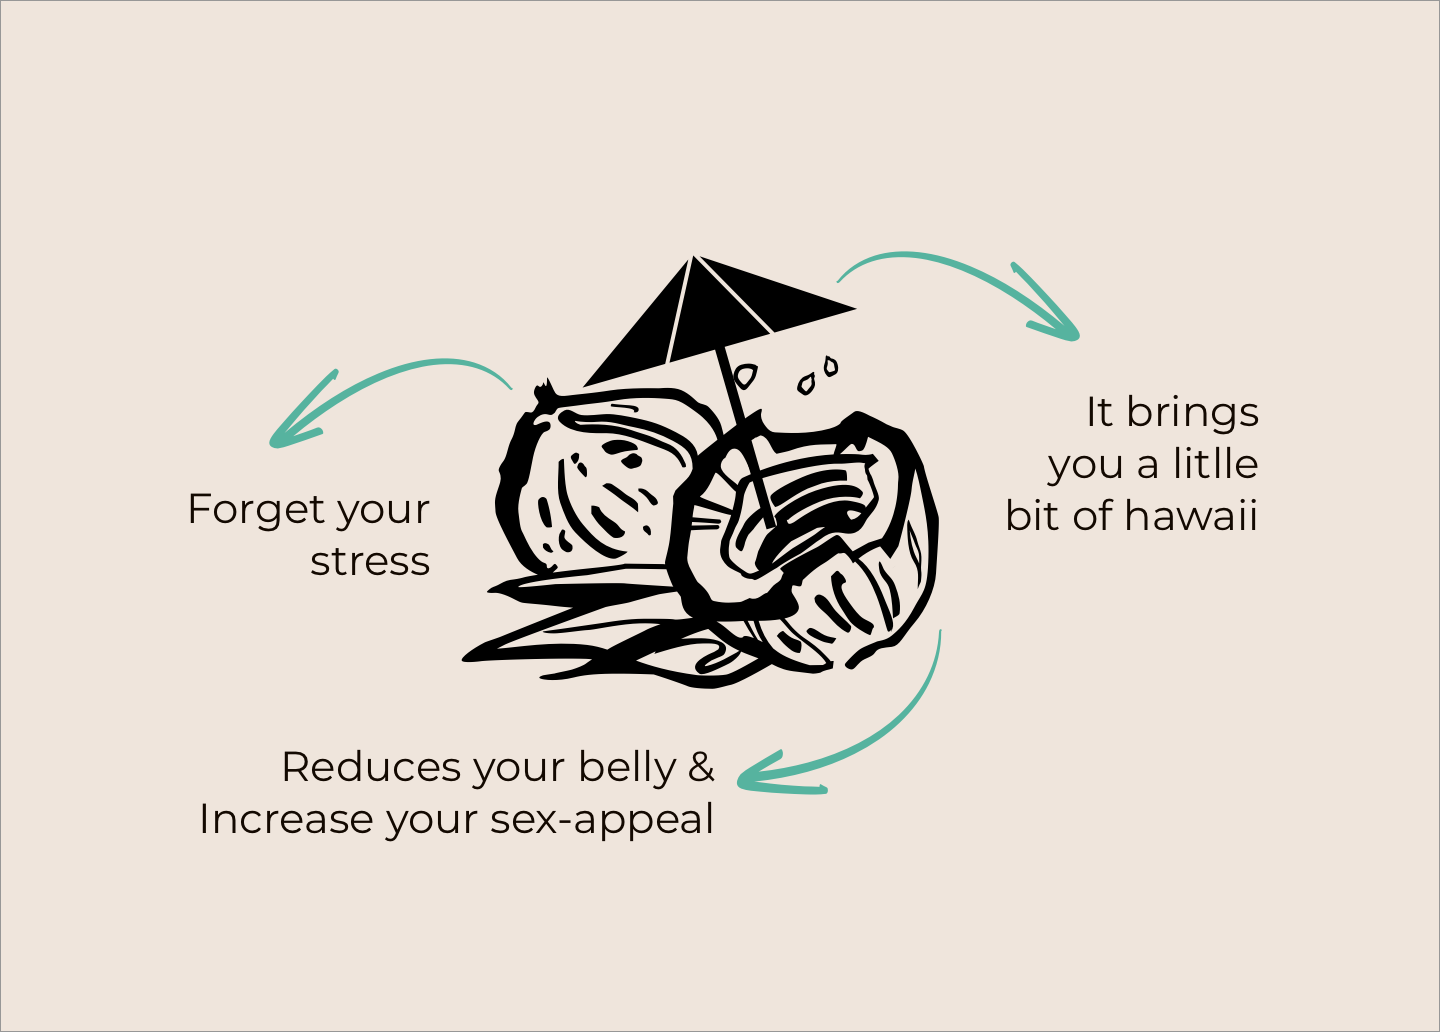 Forget your
stress
It brings
you a litlle
bit of hawaii
Reduces your belly &
Increase your sex-appeal